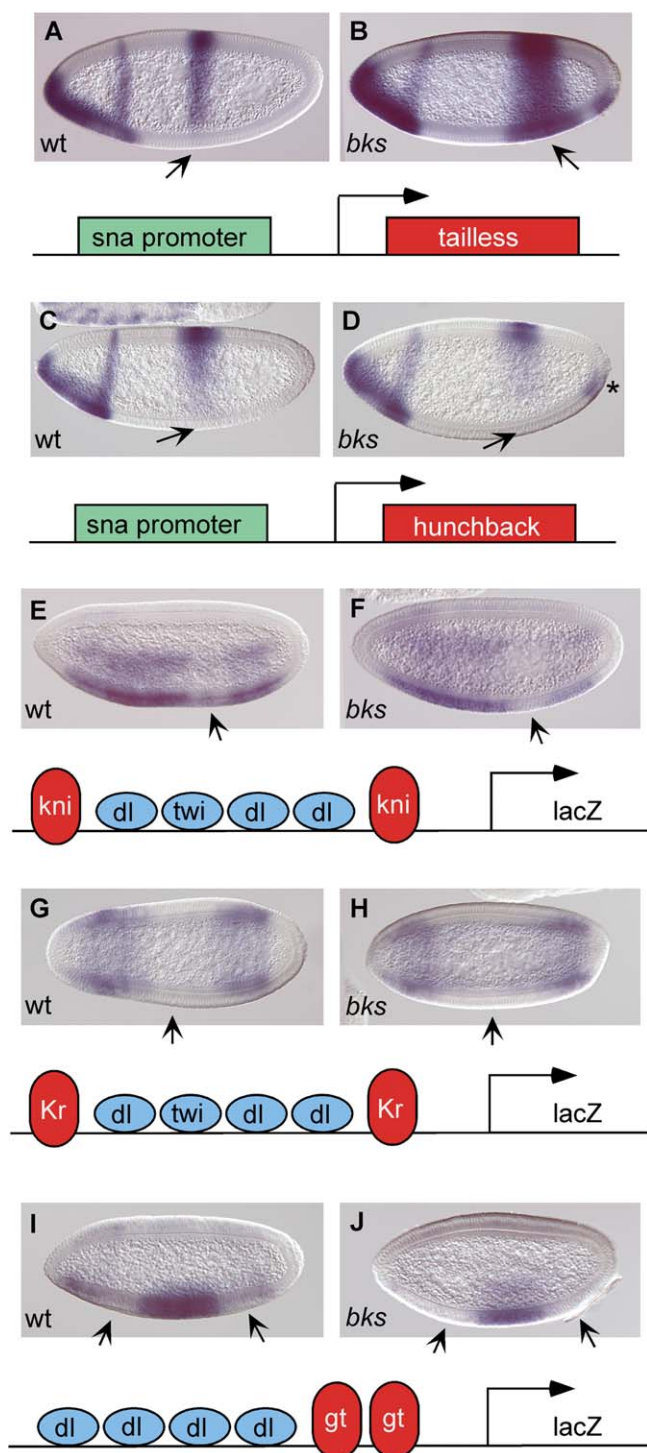 A B
wt bks
sna promoter tailless
C D
*
wt bks
sna promoter hunchback
E F
wt bks
kni dl twi dl dl kni lacZ
G H
wt bks
Kr dl twi dl dl Kr lacZ
I J
wt bks
dl dl dl dl gt gt lacZ